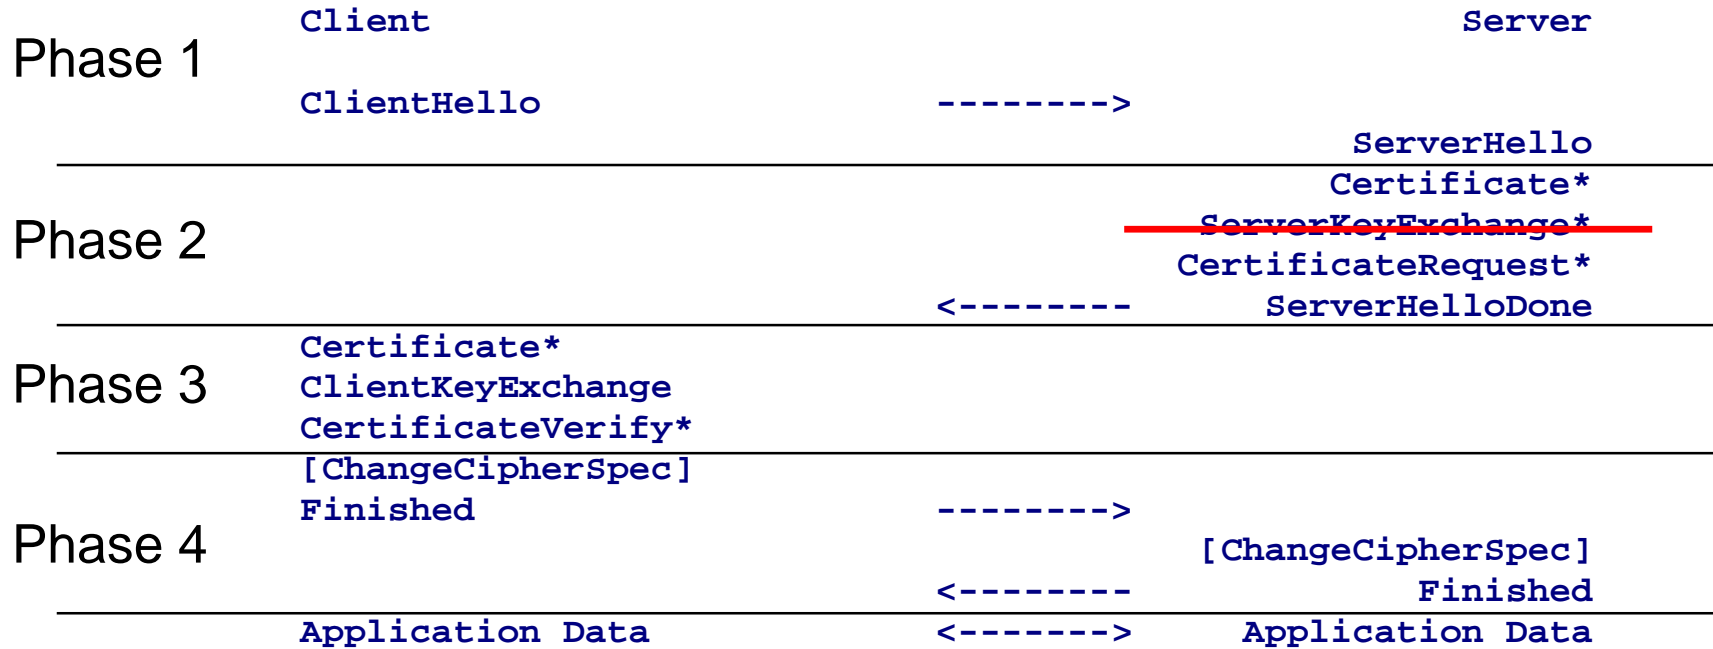 Client Server
Phase 1
ClientHello -------->
ServerHello
Certificate*
Phase 2 ServerKeyExchange*
CertificateRequest*
<-------- ServerHelloDone
Certificate*
Phase 3 ClientKeyExchange
CertificateVerify*
[ChangeCipherSpec]
Finished -------->
Phase 4 [ChangeCipherSpec]
<-------- Finished
Application Data <-------> Application Data